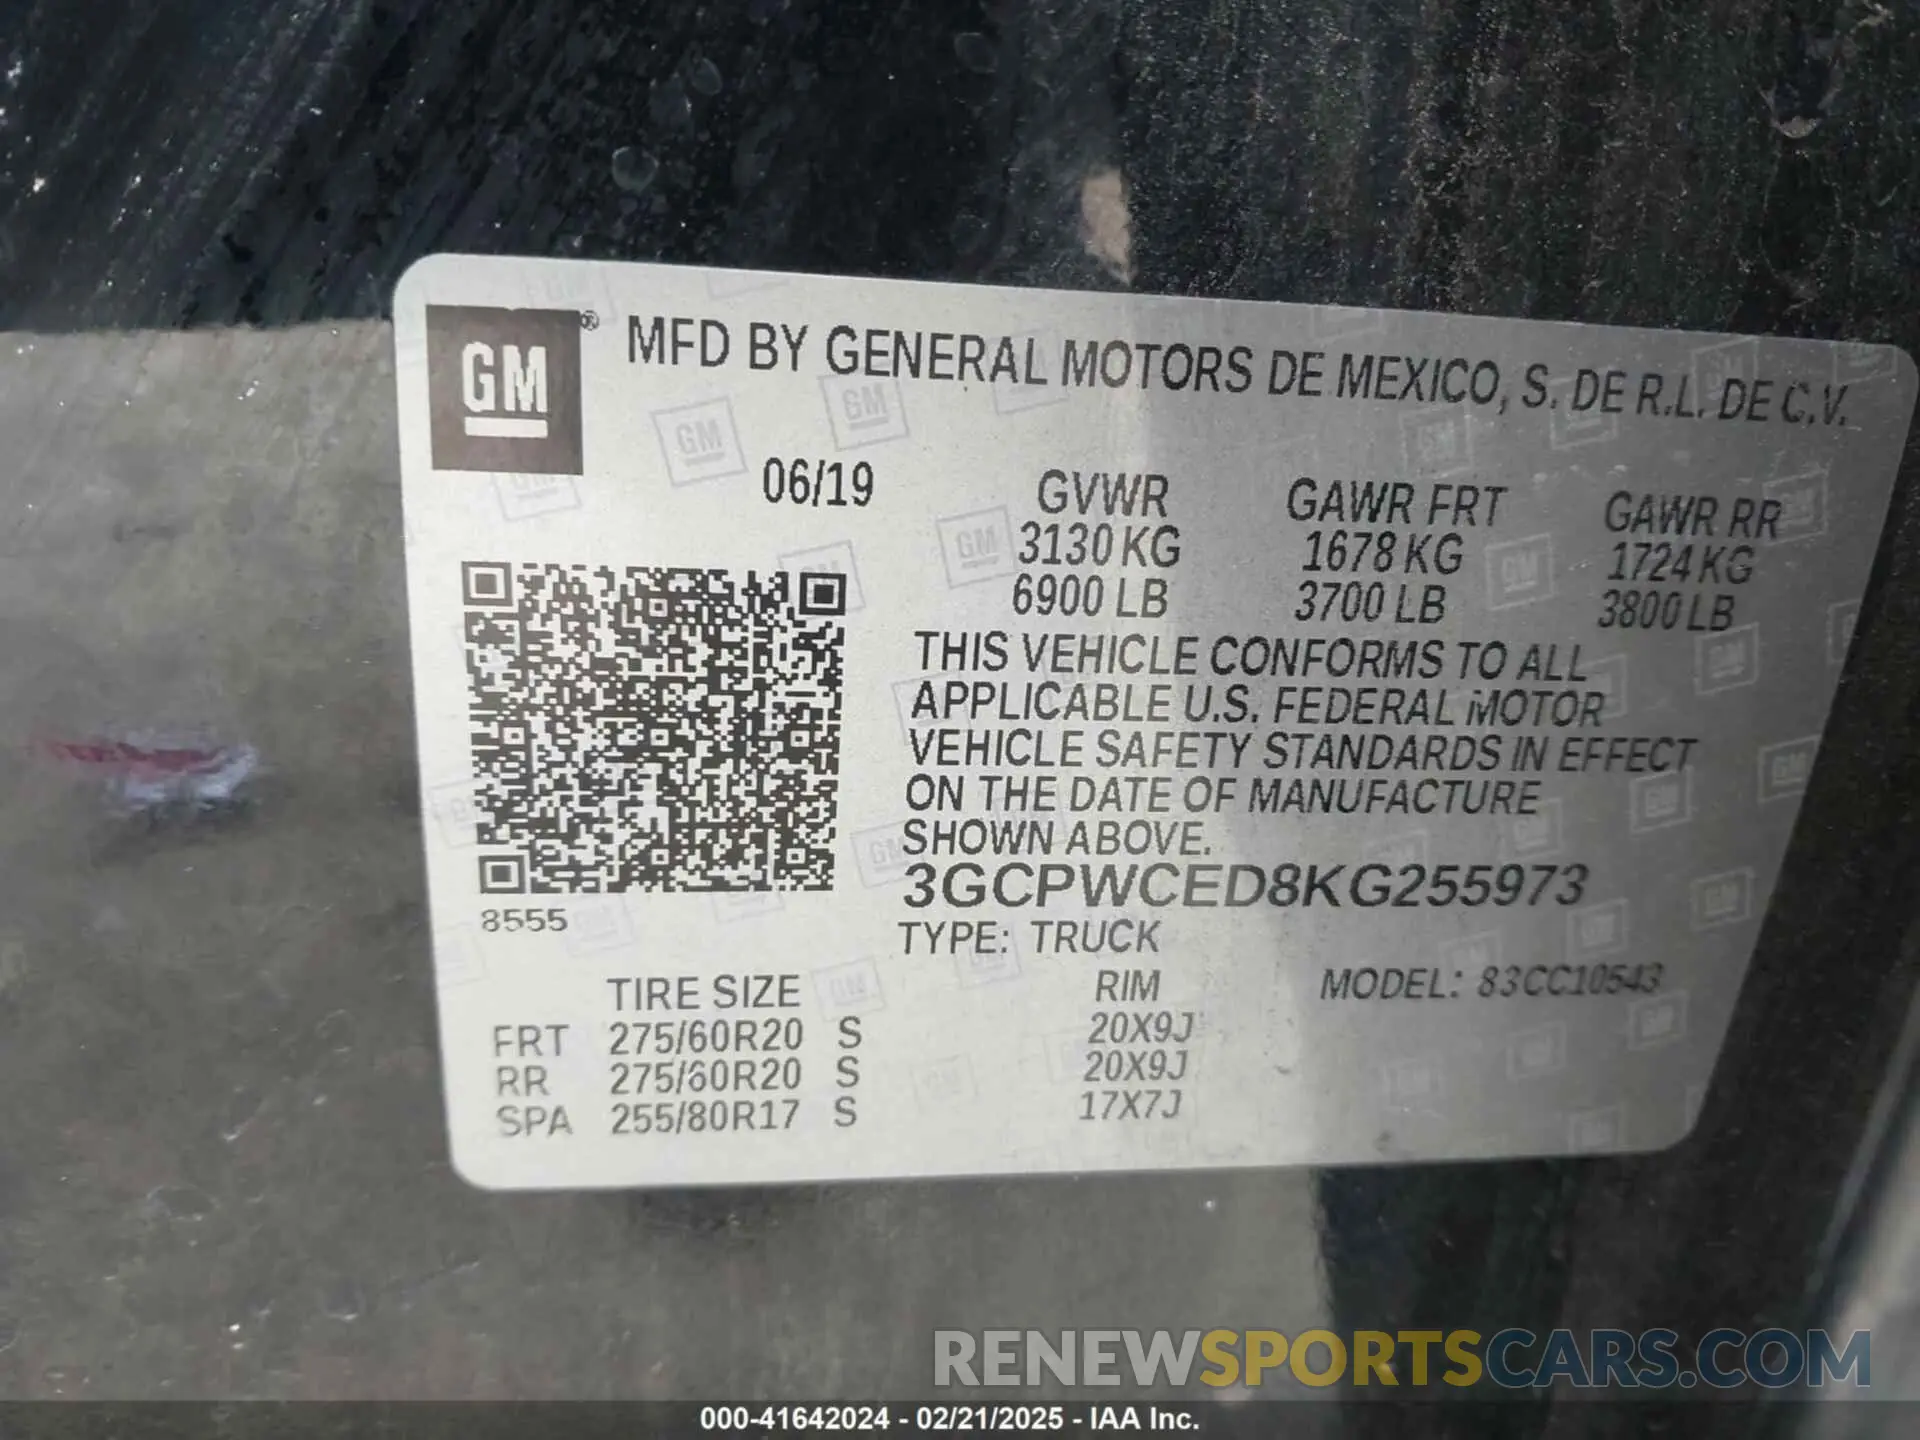 GM® MFD BY GENERAL MOTORS DE MEXICO, S. DE R.L. DE C.V.
06/19 GVWR GAWR FRT GAWR RR
3130 KG 1678 KG 1724 KG
6900 LB 3700 LB 3800 LB
THIS VEHICLE CONFORMS TO ALL
APPLICABLE U.S. FEDERAL MOTOR
VEHICLE SAFETY STANDARDS IN EFFECT
ON THE DATE OF MANUFACTURE
SHOWN ABOVE.
3GCPWCED8KG255973
8555
TYPE: TRUCK
TIRE SIZE RIM MODEL: 83CC10543
FRT 275/60R20 S 20X9J
RR 275/60R20 S 20X9J
SPA 255/80R17 S 17X7J
RENEWSPORTSCARS.COM
000-41642024 - 02/21/2025 - IAA Inc.